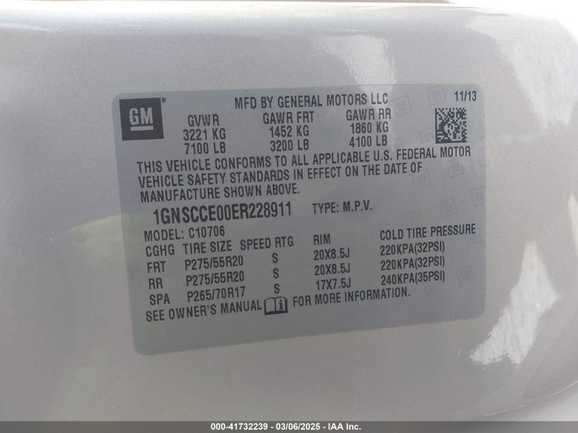 MFD BY GENERAL MOTORS LLC 11/13
GM
GVWR GAWR FRT GAWR RR
3221 KG 1452 KG 1860 KG
7100 LB 3200 LB 4100 LB
THIS VEHICLE CONFORMS TO ALL APPLICABLE U.S. FEDERAL MOTOR
VEHICLE SAFETY STANDARDS IN EFFECT ON THE DATE OF
MANUFACTURE SHOWN ABOVE.
1GNSCCE00ER228911 TYPE: M.P.V.
MODEL: C10706
CGHG TIRE SIZE SPEED RTG RIM COLD TIRE PRESSURE
FRT P275/55R20 S 20X8.5J 220KPA(32PSI)
RR P275/55R20 S 20X8.5J 220KPA(32PSI)
SPA P265/70R17 S 17X7.5J 240KPA(35PSI)
SEE OWNER'S MANUAL FOR MORE INFORMATION.
000-41732239 - 03/06/2025 - IAA Inc.